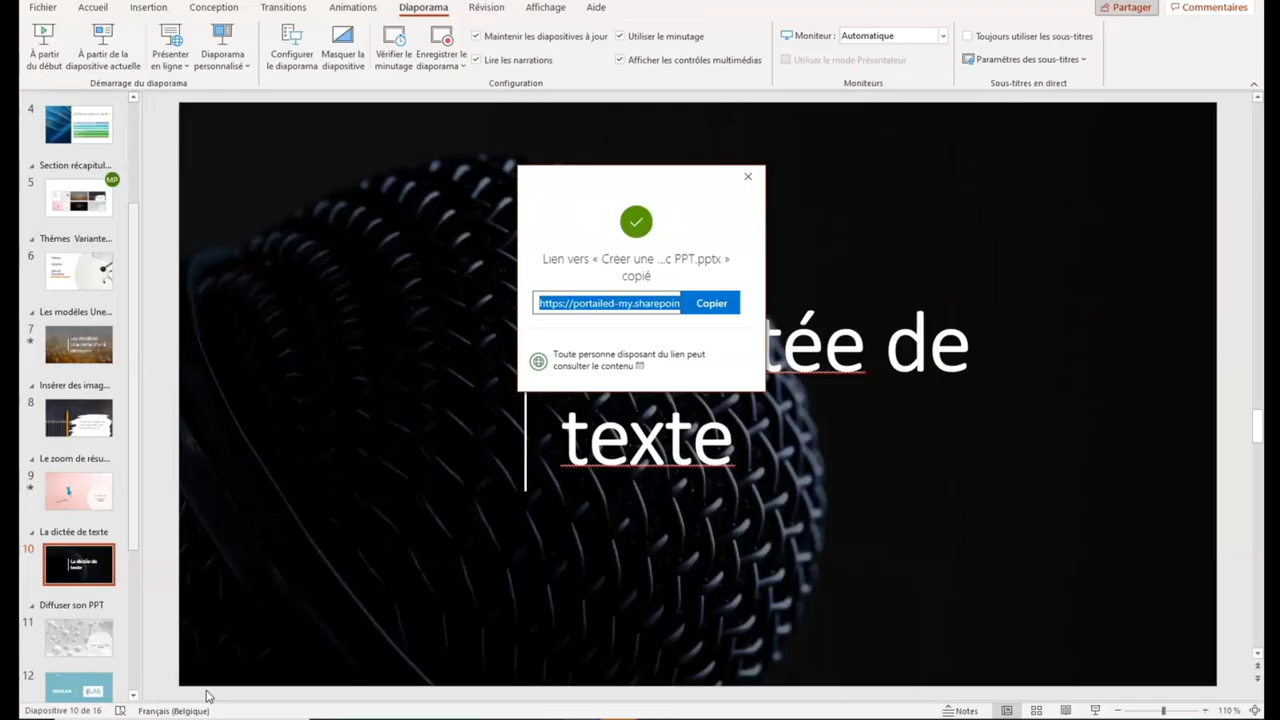 Fichier Accueil Insertion Conception Transitions Animations Diaporama Révision Affichage Aide Partager Commentaires
À partir du début
À partir de la diapositive actuelle
Présenter en ligne
Diaporama personnalisé
Démarrage du diaporama
Configurer le diaporama
Masquer la diapositive
Vérifier le minutage
Enregistrer le diaporama
Maintenir les diapositives à jour
Lire les narrations
Utiliser le minutage
Afficher les contrôles multimédias
Configuration
Moniteur : Automatique
Utiliser le mode Présentateur
Moniteurs
Toujours utiliser les sous-titres
Paramètres des sous-titres
Sous-titres en direct
4
Section récapitul...
5
MP
Thèmes Variante...
6
Les modèles Une...
7
Les modèles
Insérer des imag...
8
Le zoom de résu...
9
La dictée de texte
10
La dictée de
texte
Diffuser son PPT
11
12
Lien vers « Créer une ...c PPT.pptx »
copié
https://portailed-my.sharepoin
Copier
Toute personne disposant du lien peut
consulter le contenu
tée de
texte
Diapositive 10 de 16
Français (Belgique)
Notes
110 %